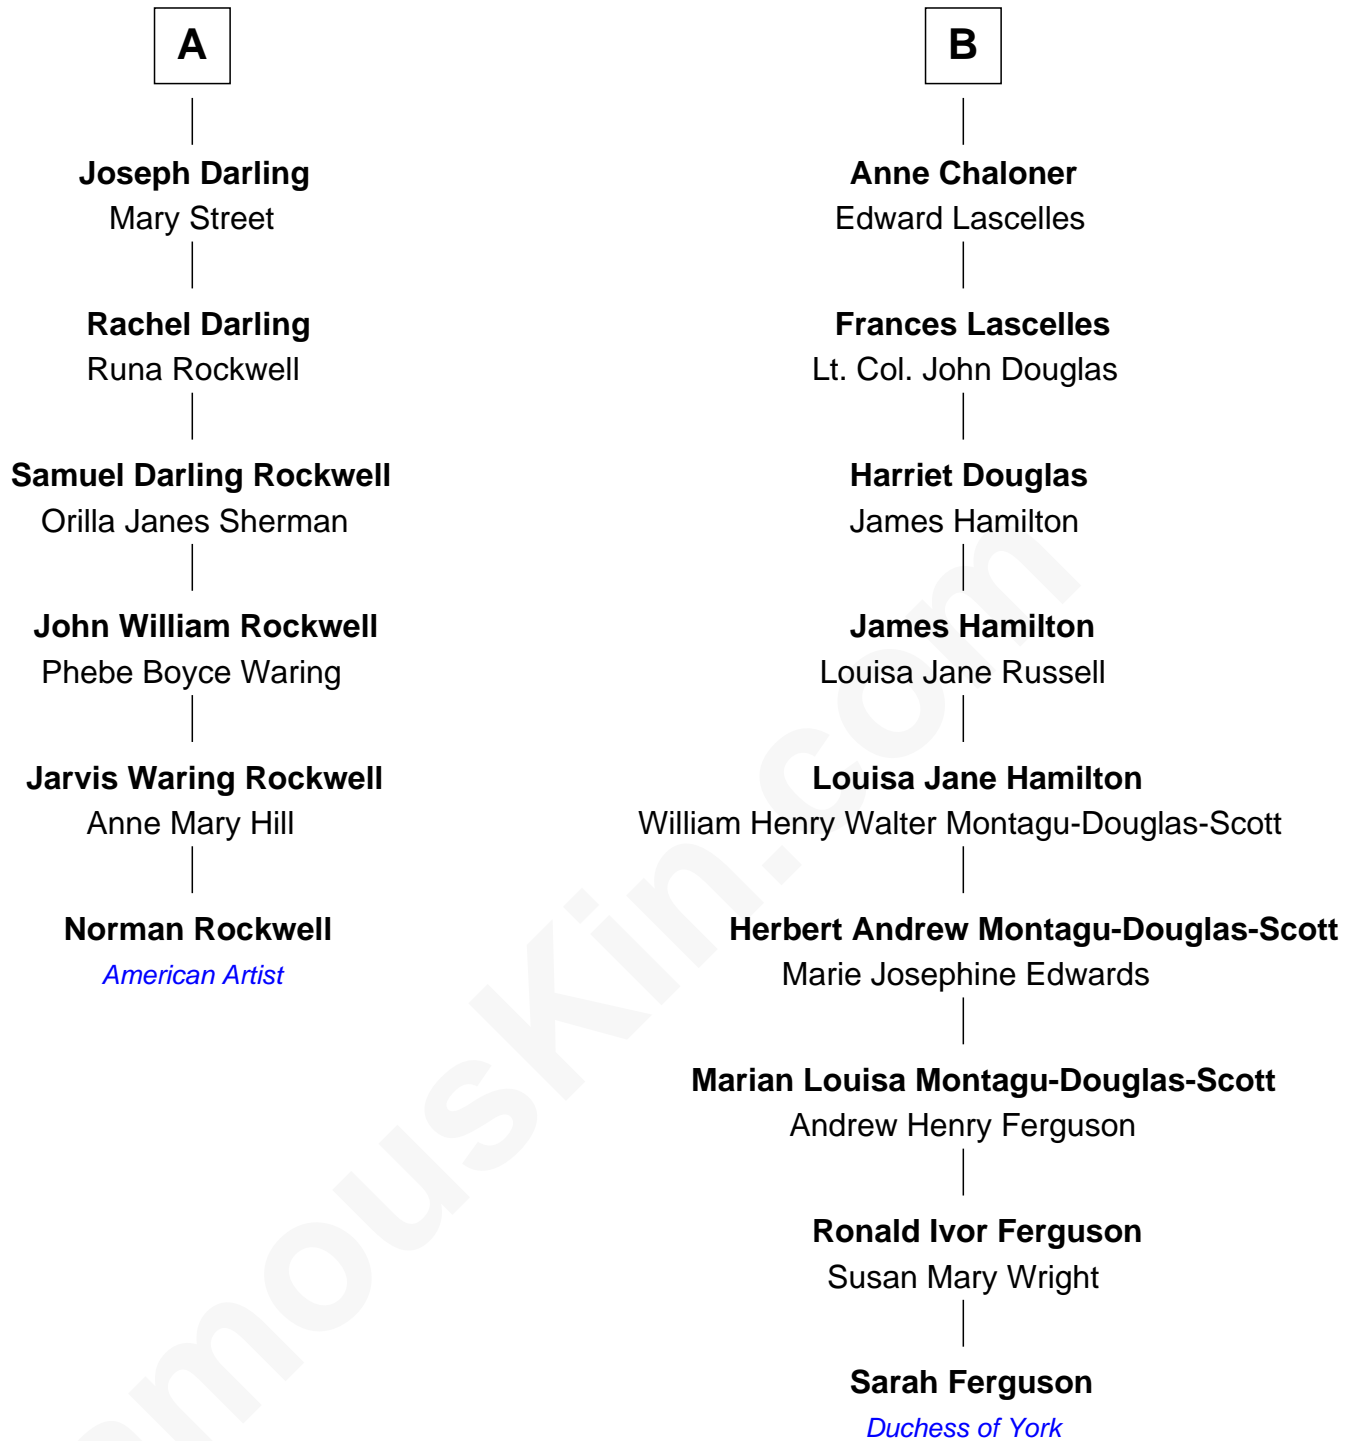 A
Joseph Darling
Mary Street
Rachel Darling
Runa Rockwell
Samuel Darling Rockwell
Orilla Janes Sherman
John William Rockwell
Phebe Boyce Waring
Jarvis Waring Rockwell
Anne Mary Hill
Norman Rockwell
American Artist
B
Anne Chaloner
Edward Lascelles
Frances Lascelles
Lt. Col. John Douglas
Harriet Douglas
James Hamilton
James Hamilton
Louisa Jane Russell
Louisa Jane Hamilton
William Henry Walter Montagu-Douglas-Scott
Herbert Andrew Montagu-Douglas-Scott
Marie Josephine Edwards
Marian Louisa Montagu-Douglas-Scott
Andrew Henry Ferguson
Ronald Ivor Ferguson
Susan Mary Wright
Sarah Ferguson
Duchess of York
amousKin.com